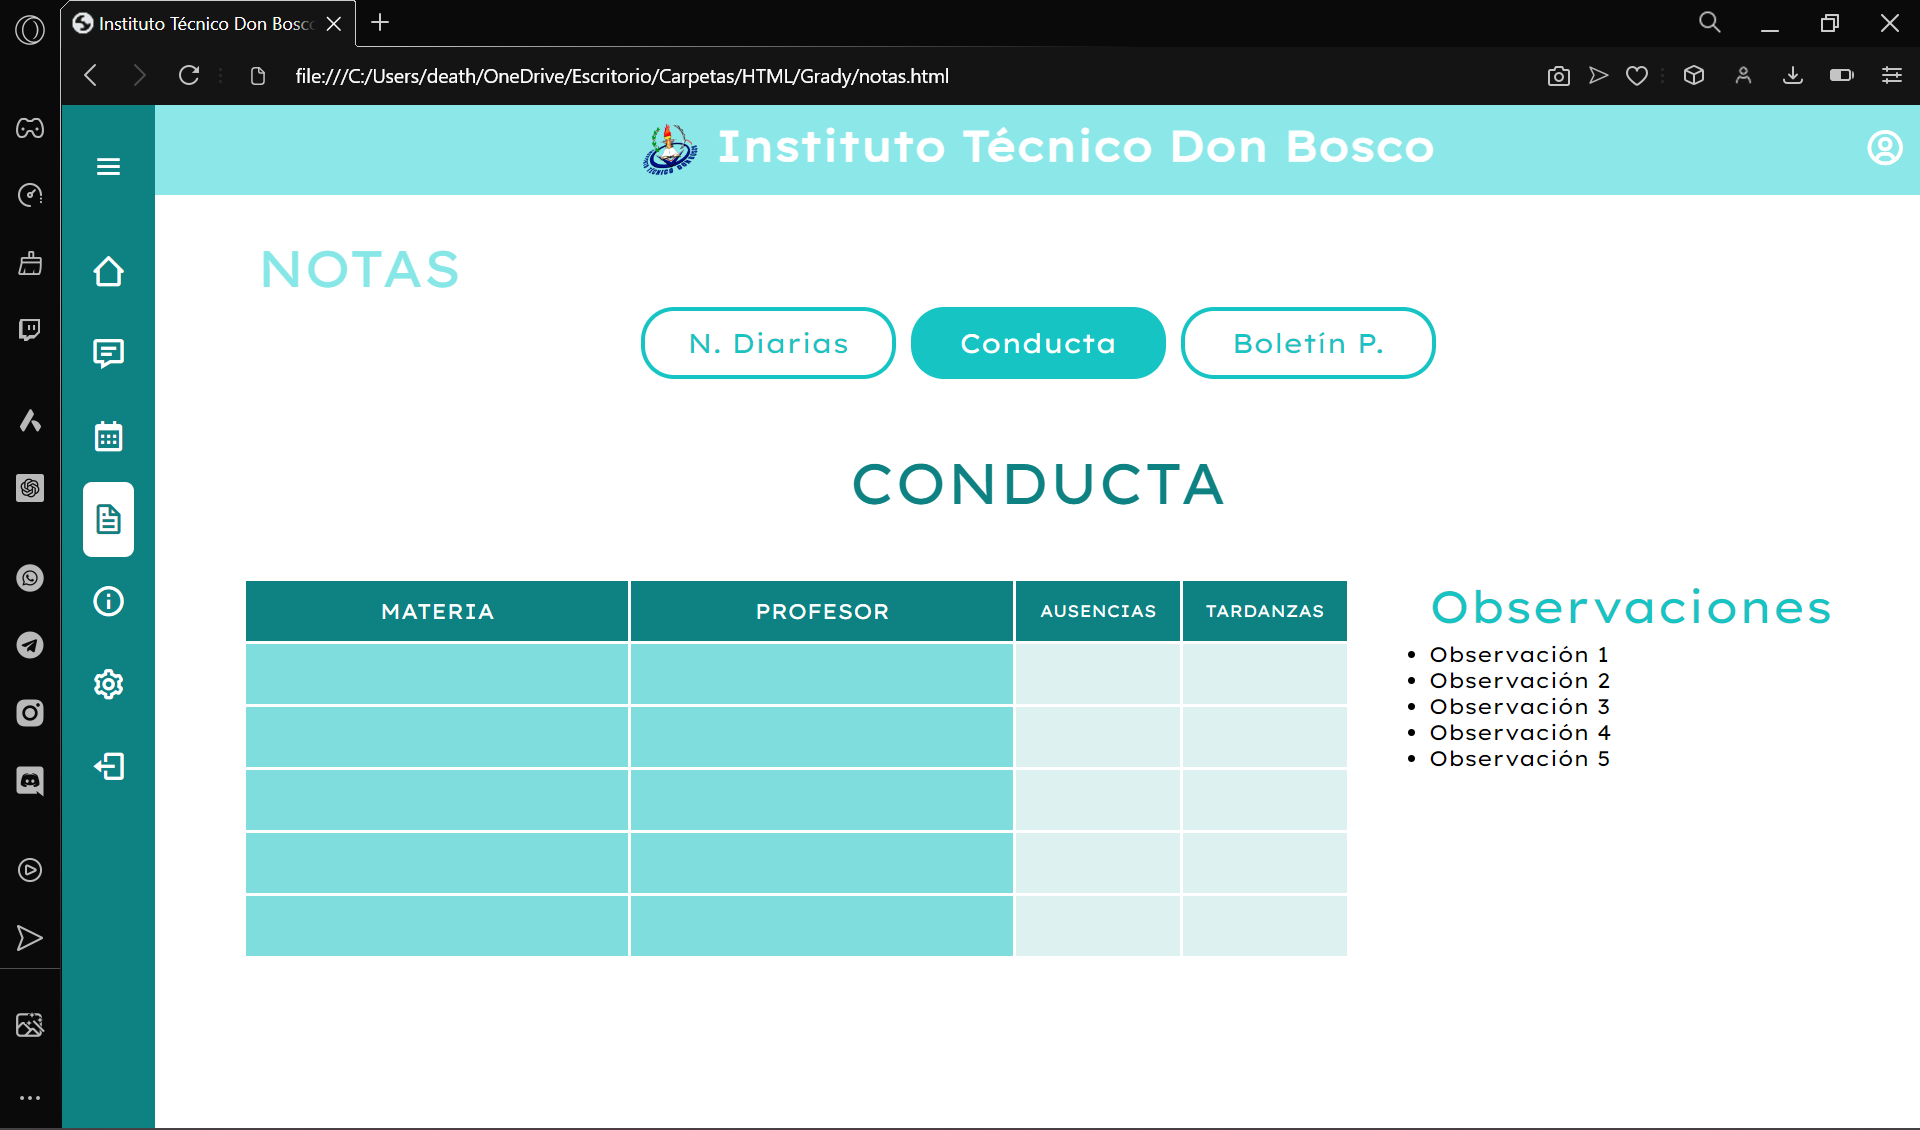 Instituto Técnico Don Bosc
file:///C:/Users/death/OneDrive/Escritorio/Carpetas/HTML/Grady/notas.html
Instituto Técnico Don Bosco
NOTAS
N. Diarias
Conducta
Boletín P.
CONDUCTA
MATERIA
PROFESOR
AUSENCIAS
TARDANZAS
Observaciones
• Observación 1
• Observación 2
• Observación 3
• Observación 4
• Observación 5